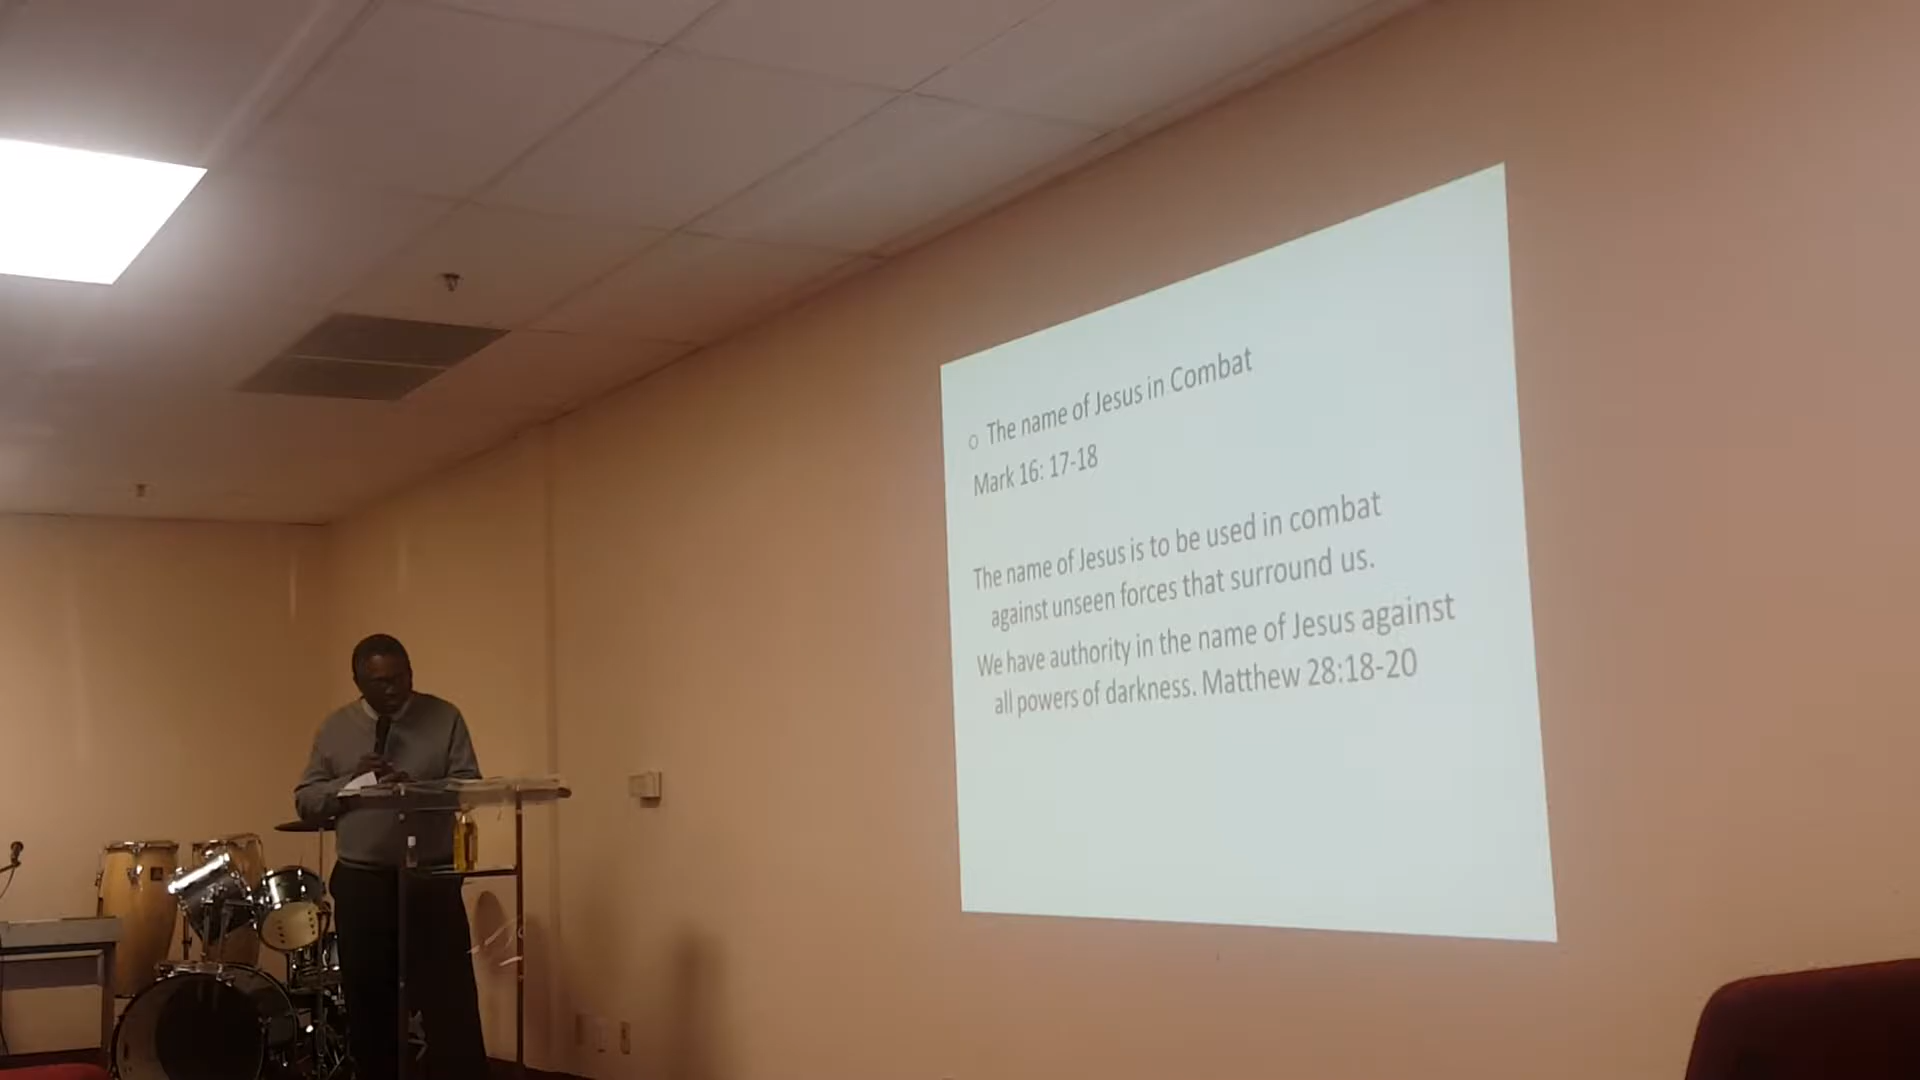 o The name of Jesus in Combat
Mark 16: 17-18
The name of Jesus is to be used in combat
against unseen forces that surround us.
We have authority in the name of Jesus against
all powers of darkness. Matthew 28:18-20